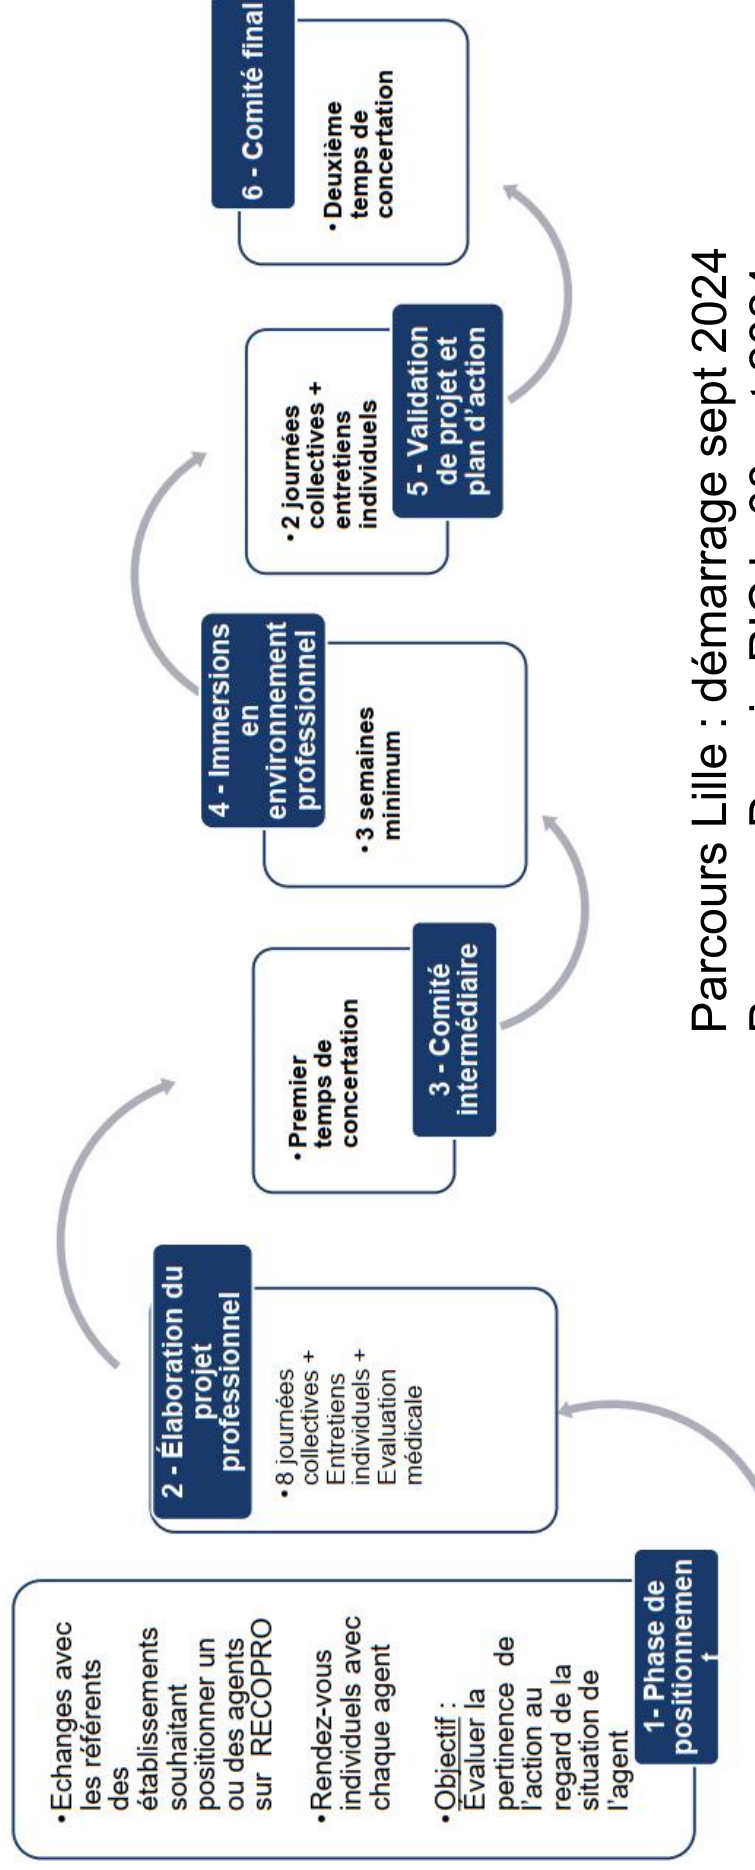 • Echanges avec
les référents
des
établissements
souhaitant
positionner un
ou des agents
sur RECOPRO
• Rendez-vous
individuels avec
chaque agent
• Objectif :
Évaluer la
pertinence de
l'action au
regard de la
situation de
l'agent
1- Phase de
positionnemen
t
2 - Élaboration du
projet
professionnel
• 8 journées
collectives +
Entretiens
individuels +
Evaluation
médicale
• Premier
temps de
concertation
3 - Comité
intermédiaire
4 - Immersions
en
environnement
professionnel
• 3 semaines
minimum
• 2 journées
collectives +
entretiens
individuels
5 - Validation
de projet et
plan d'action
6 - Comité final
• Deuxième
temps de
concertation
Parcours Lille : démarrage sept 2024